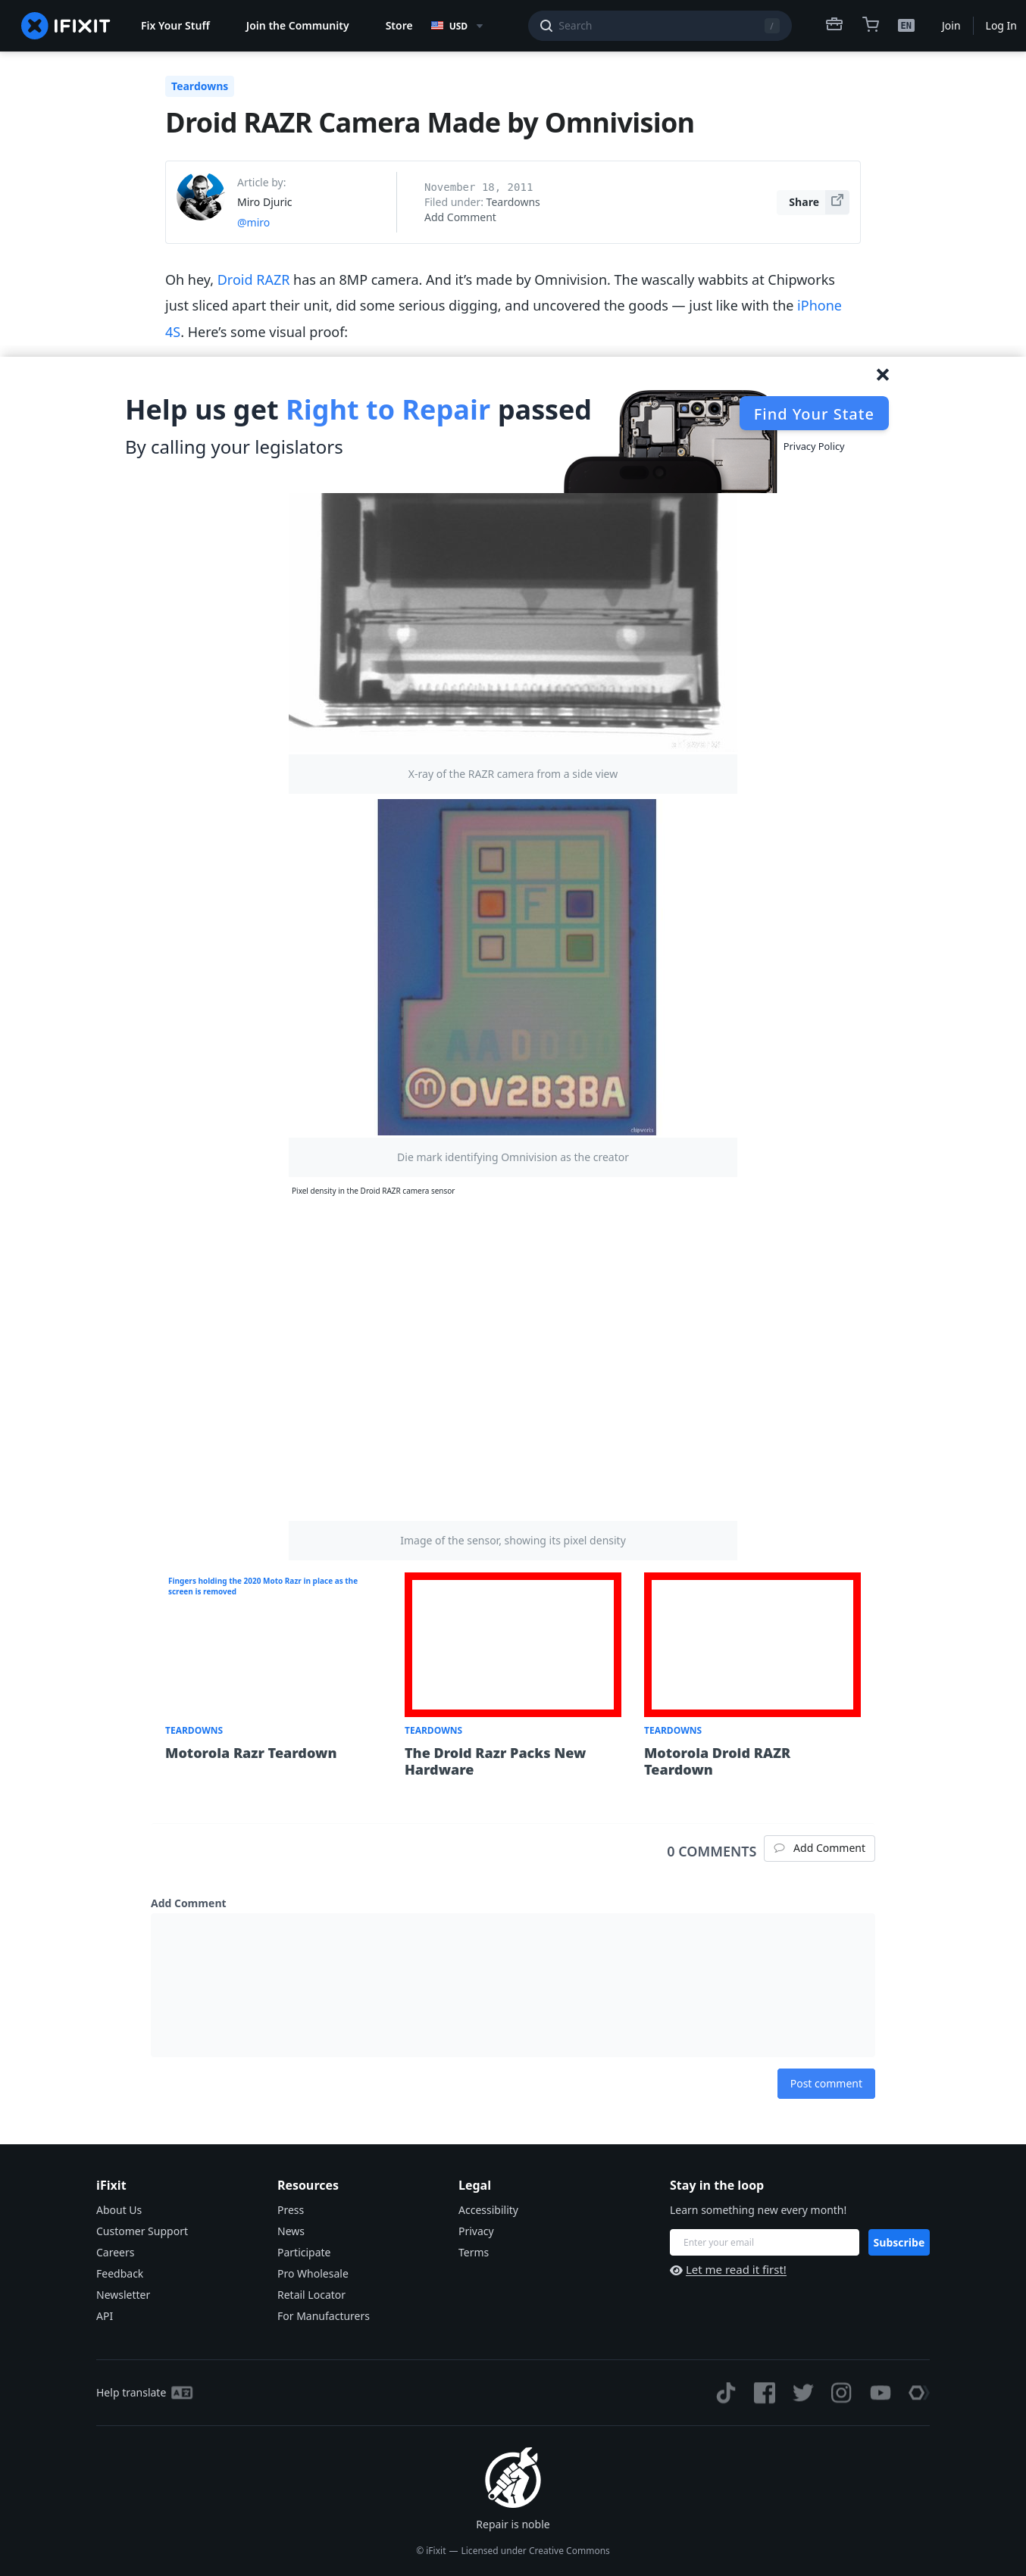 IFIXIT
Fix Your Stuff
Join the Community
Store
USD
Search
/
EN
Join
Log In
Teardowns
Droid RAZR Camera Made by Omnivision
Article by:
Miro Djuric
@miro
November 18, 2011
Filed under: Teardowns
Add Comment
Share
Oh hey, Droid RAZR has an 8MP camera. And it’s made by Omnivision. The wascally wabbits at Chipworks
just sliced apart their unit, did some serious digging, and uncovered the goods — just like with the iPhone
4S. Here’s some visual proof:
Help us get Right to Repair passed
By calling your legislators
Find Your State
Privacy Policy
X-ray of the RAZR camera from a side view
F
AADOOO
m OV2B3BA
chipworks
Die mark identifying Omnivision as the creator
Pixel density in the Droid RAZR camera sensor
Image of the sensor, showing its pixel density
Fingers holding the 2020 Moto Razr in place as the
screen is removed
TEARDOWNS
Motorola Razr Teardown
TEARDOWNS
The Droid Razr Packs New
Hardware
TEARDOWNS
Motorola Droid RAZR
Teardown
0 COMMENTS
Add Comment
Add Comment
Post comment
iFixit
About Us
Customer Support
Careers
Feedback
Newsletter
API
Resources
Press
News
Participate
Pro Wholesale
Retail Locator
For Manufacturers
Legal
Accessibility
Privacy
Terms
Stay in the loop
Learn something new every month!
Enter your email
Subscribe
Let me read it first!
Help translate
Repair is noble
© iFixit — Licensed under Creative Commons